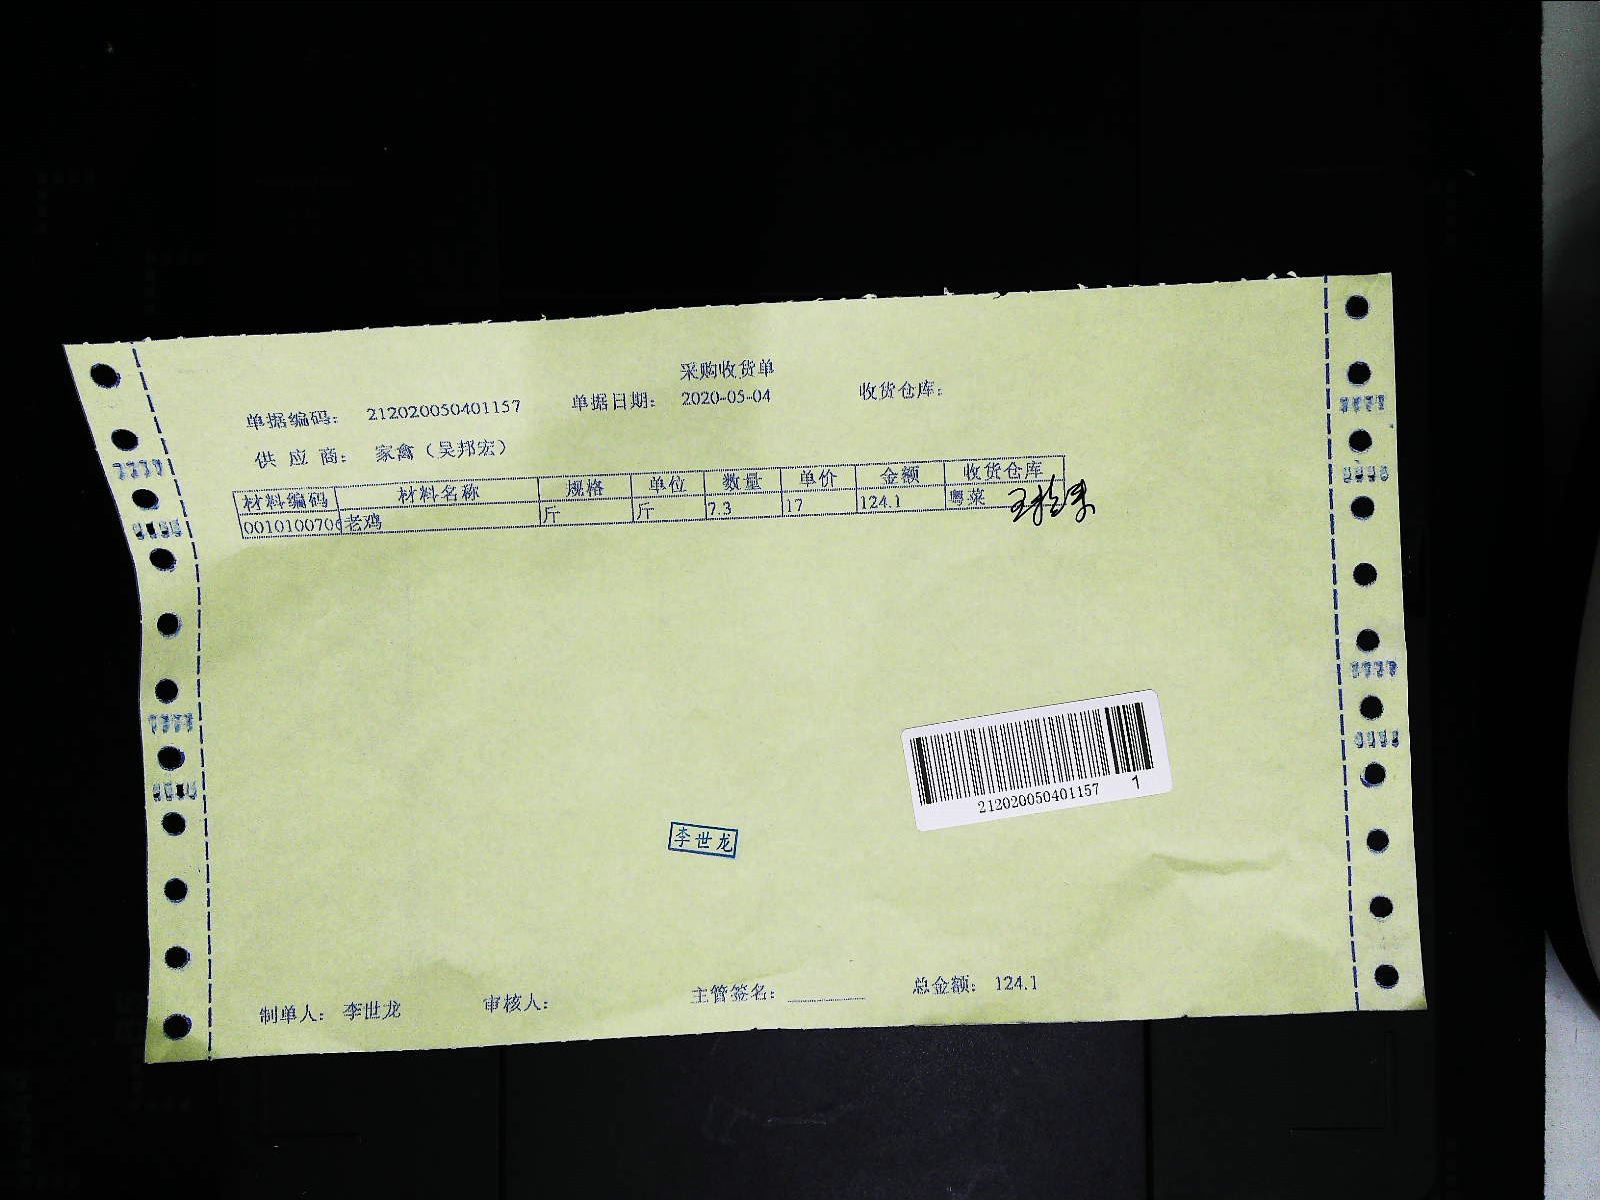 采购收货单
单据编码: 212020050401157 单据日期: 2020-05-04 收货仓库:
供应商: 家禽（吴邦宏）
材料编码 材料名称 规格 单位 数量 单价 金额 收货仓库
001010070 老鸡 斤 斤 7.3 17 124.1 粤菜
212020050401157 1
李世龙
制单人: 李世龙 审核人: 主管签名: 总金额: 124.1